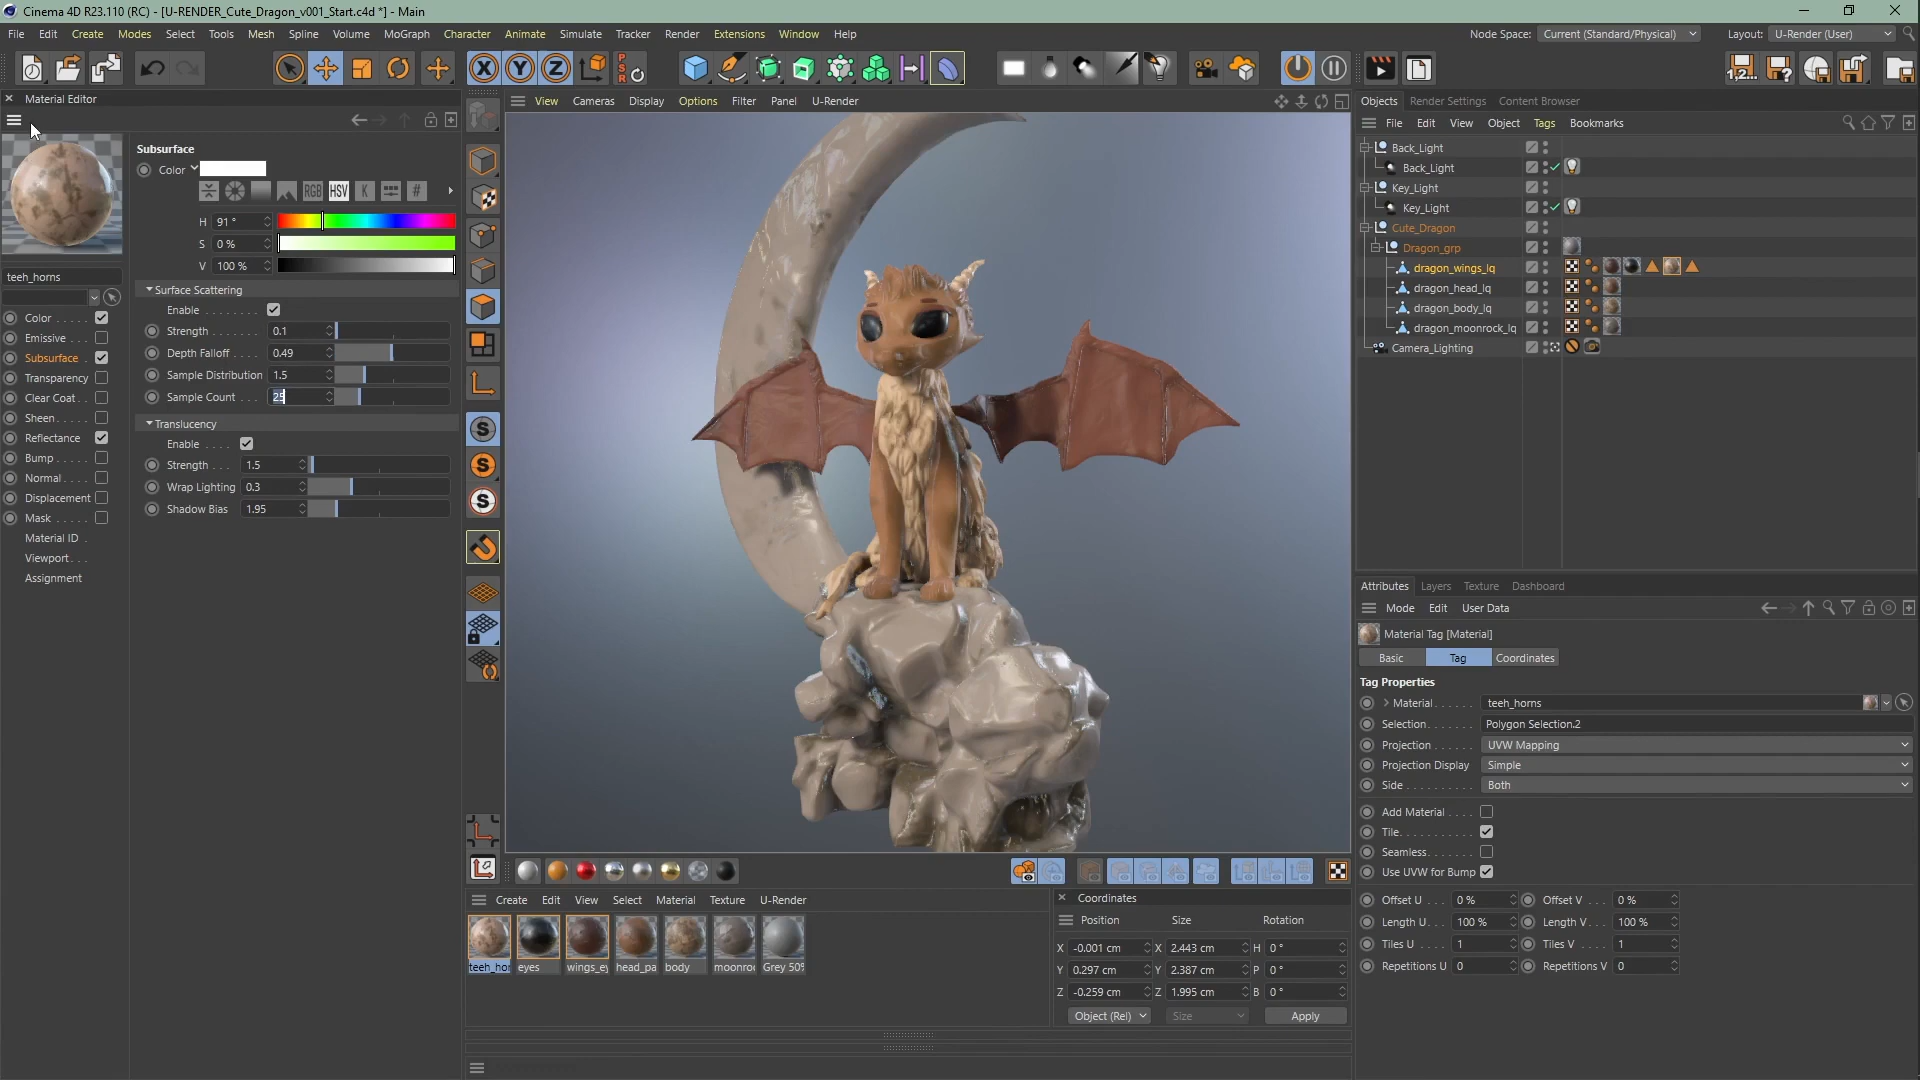 Cinema 4D R23.110 (RC) - [U-RENDER_Cute_Dragon_v001_Start.c4d *] - Main
File Edit Create Modes Select Tools Mesh Spline Volume MoGraph Character Animate Simulate Tracker Render Extensions Window Help Node Space: Current (Standard/Physical) Layout: U-Render (User)
Material Editor
View Cameras Display Options Filter Panel U-Render
Objects Render Settings Content Browser
File Edit View Object Tags Bookmarks
Subsurface
Color
RGB HSV K #
H 91 °
S 0 %
V 100 %
teeh_horns
Color
Emissive
Subsurface
Transparency
Clear Coat
Sheen
Reflectance
Bump
Normal
Displacement
Mask
Material ID
Viewport
Assignment
Surface Scattering
Enable
Strength 0.1
Depth Falloff 0.49
Sample Distribution 1.5
Sample Count 25
Translucency
Enable
Strength 1.5
Wrap Lighting 0.3
Shadow Bias 1.95
X Y Z PSR
S
S
S
Back_Light
Back_Light
Key_Light
Key_Light
Cute_Dragon
Dragon_grp
dragon_wings_lq
dragon_head_lq
dragon_body_lq
dragon_moonrock_lq
Camera_Lighting
Attributes Layers Texture Dashboard
Mode Edit User Data
Material Tag [Material]
Basic Tag Coordinates
Tag Properties
Material teeh_horns
Selection Polygon Selection.2
Projection UVW Mapping
Projection Display Simple
Side Both
Add Material
Tile
Seamless
Use UVW for Bump
Offset U 0 % Offset V 0 %
Length U 100 % Length V 100 %
Tiles U 1 Tiles V 1
Repetitions U 0 Repetitions V 0
Create Edit View Select Material Texture U-Render
teeh_hor eyes wings_ey head_pa body moonro Grey 50%
Coordinates
Position Size Rotation
X -0.001 cm X 2.443 cm H 0 °
Y 0.297 cm Y 2.387 cm P 0 °
Z -0.259 cm Z 1.995 cm B 0 °
Object (Rel) Size Apply